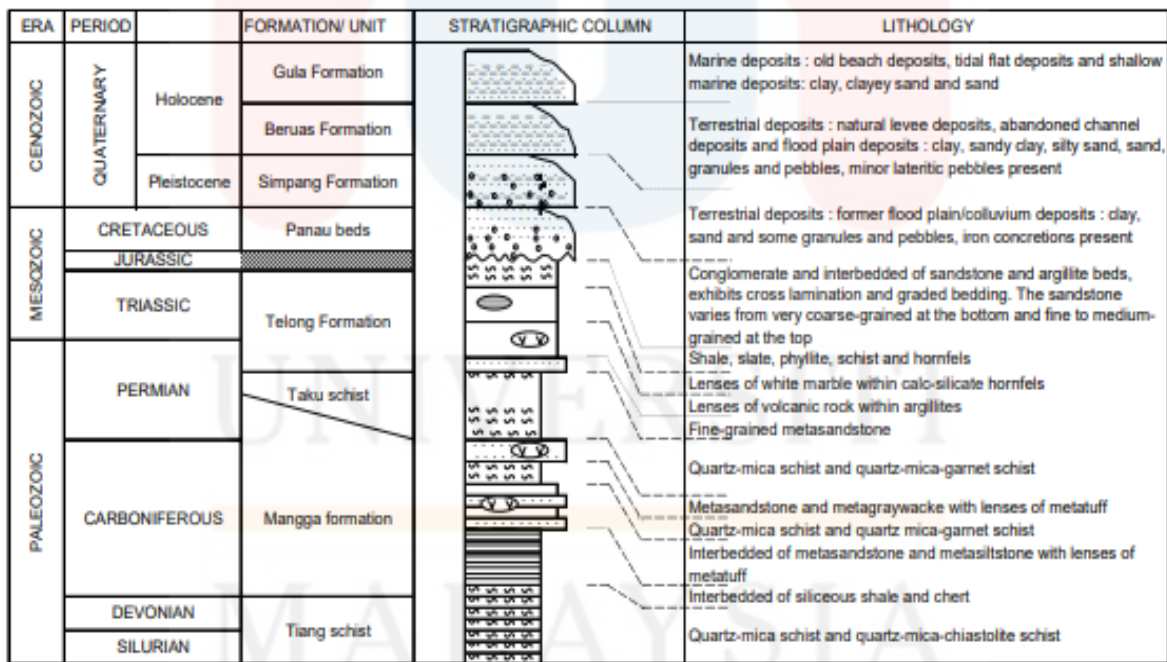 ERA PERIOD FORMATION/ UNIT STRATIGRAPHIC COLUMN LITHOLOGY
CENOZOIC
QUATERNARY
Holocene
Pleistocene
Gula Formation
Beruas Formation
Simpang Formation
MESOZOIC
CRETACEOUS
Panau beds
JURASSIC
TRIASSIC
Telong Formation
PALEOZOIC
PERMIAN
Taku schist
CARBONIFEROUS
Mangga formation
DEVONIAN
SILURIAN
Tiang schist
Marine deposits : old beach deposits, tidal flat deposits and shallow
marine deposits: clay, clayey sand and sand
Terrestrial deposits : natural levee deposits, abandoned channel
deposits and flood plain deposits : clay, sandy clay, silty sand, sand,
granules and pebbles, minor lateritic pebbles present
Terrestrial deposits : former flood plain/colluvium deposits : clay,
sand and some granules and pebbles, iron concretions present
Conglomerate and interbedded of sandstone and argillite beds,
exhibits cross lamination and graded bedding. The sandstone
varies from very coarse-grained at the bottom and fine to medium-
grained at the top
Shale, slate, phyllite, schist and hornfels
Lenses of white marble within calc-silicate hornfels
Lenses of volcanic rock within argillites
Fine-grained metasandstone
Quartz-mica schist and quartz-mica-garnet schist
Metasandstone and metagraywacke with lenses of metatuff
Quartz-mica schist and quartz mica-garnet schist
Interbedded of metasandstone and metasiltstone with lenses of
metatuff
Interbedded of siliceous shale and chert
Quartz-mica schist and quartz-mica-chiastolite schist
UNIVERSITI
MALAYSIA